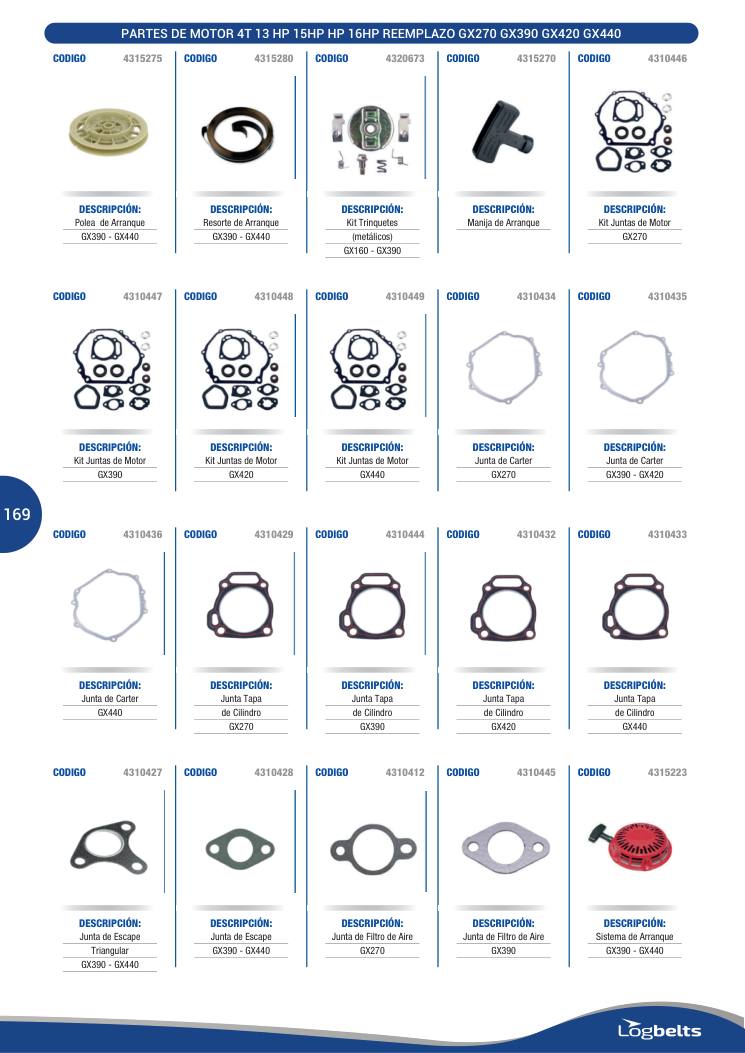 PARTES DE MOTOR 4T 13 HP 15HP HP 16HP REEMPLAZO GX270 GX390 GX420 GX440
CODIGO 4315275
DESCRIPCIÓN:
Polea de Arranque
GX390 - GX440
CODIGO 4315280
DESCRIPCIÓN:
Resorte de Arranque
GX390 - GX440
CODIGO 4320673
DESCRIPCIÓN:
Kit Trinquetes
(metálicos)
GX160 - GX390
CODIGO 4315270
DESCRIPCIÓN:
Manija de Arranque
CODIGO 4310446
DESCRIPCIÓN:
Kit Juntas de Motor
GX270
CODIGO 4310447
DESCRIPCIÓN:
Kit Juntas de Motor
GX390
CODIGO 4310448
DESCRIPCIÓN:
Kit Juntas de Motor
GX420
CODIGO 4310449
DESCRIPCIÓN:
Kit Juntas de Motor
GX440
CODIGO 4310434
DESCRIPCIÓN:
Junta de Carter
GX270
CODIGO 4310435
DESCRIPCIÓN:
Junta de Carter
GX390 - GX420
169
CODIGO 4310436
DESCRIPCIÓN:
Junta de Carter
GX440
CODIGO 4310429
DESCRIPCIÓN:
Junta Tapa
de Cilindro
GX270
CODIGO 4310444
DESCRIPCIÓN:
Junta Tapa
de Cilindro
GX390
CODIGO 4310432
DESCRIPCIÓN:
Junta Tapa
de Cilindro
GX420
CODIGO 4310433
DESCRIPCIÓN:
Junta Tapa
de Cilindro
GX440
CODIGO 4310427
DESCRIPCIÓN:
Junta de Escape
Triangular
GX390 - GX440
CODIGO 4310428
DESCRIPCIÓN:
Junta de Escape
GX390 - GX440
CODIGO 4310412
DESCRIPCIÓN:
Junta de Filtro de Aire
GX270
CODIGO 4310445
DESCRIPCIÓN:
Junta de Filtro de Aire
GX390
CODIGO 4315223
DESCRIPCIÓN:
Sistema de Arranque
GX390 - GX440
Logbelts